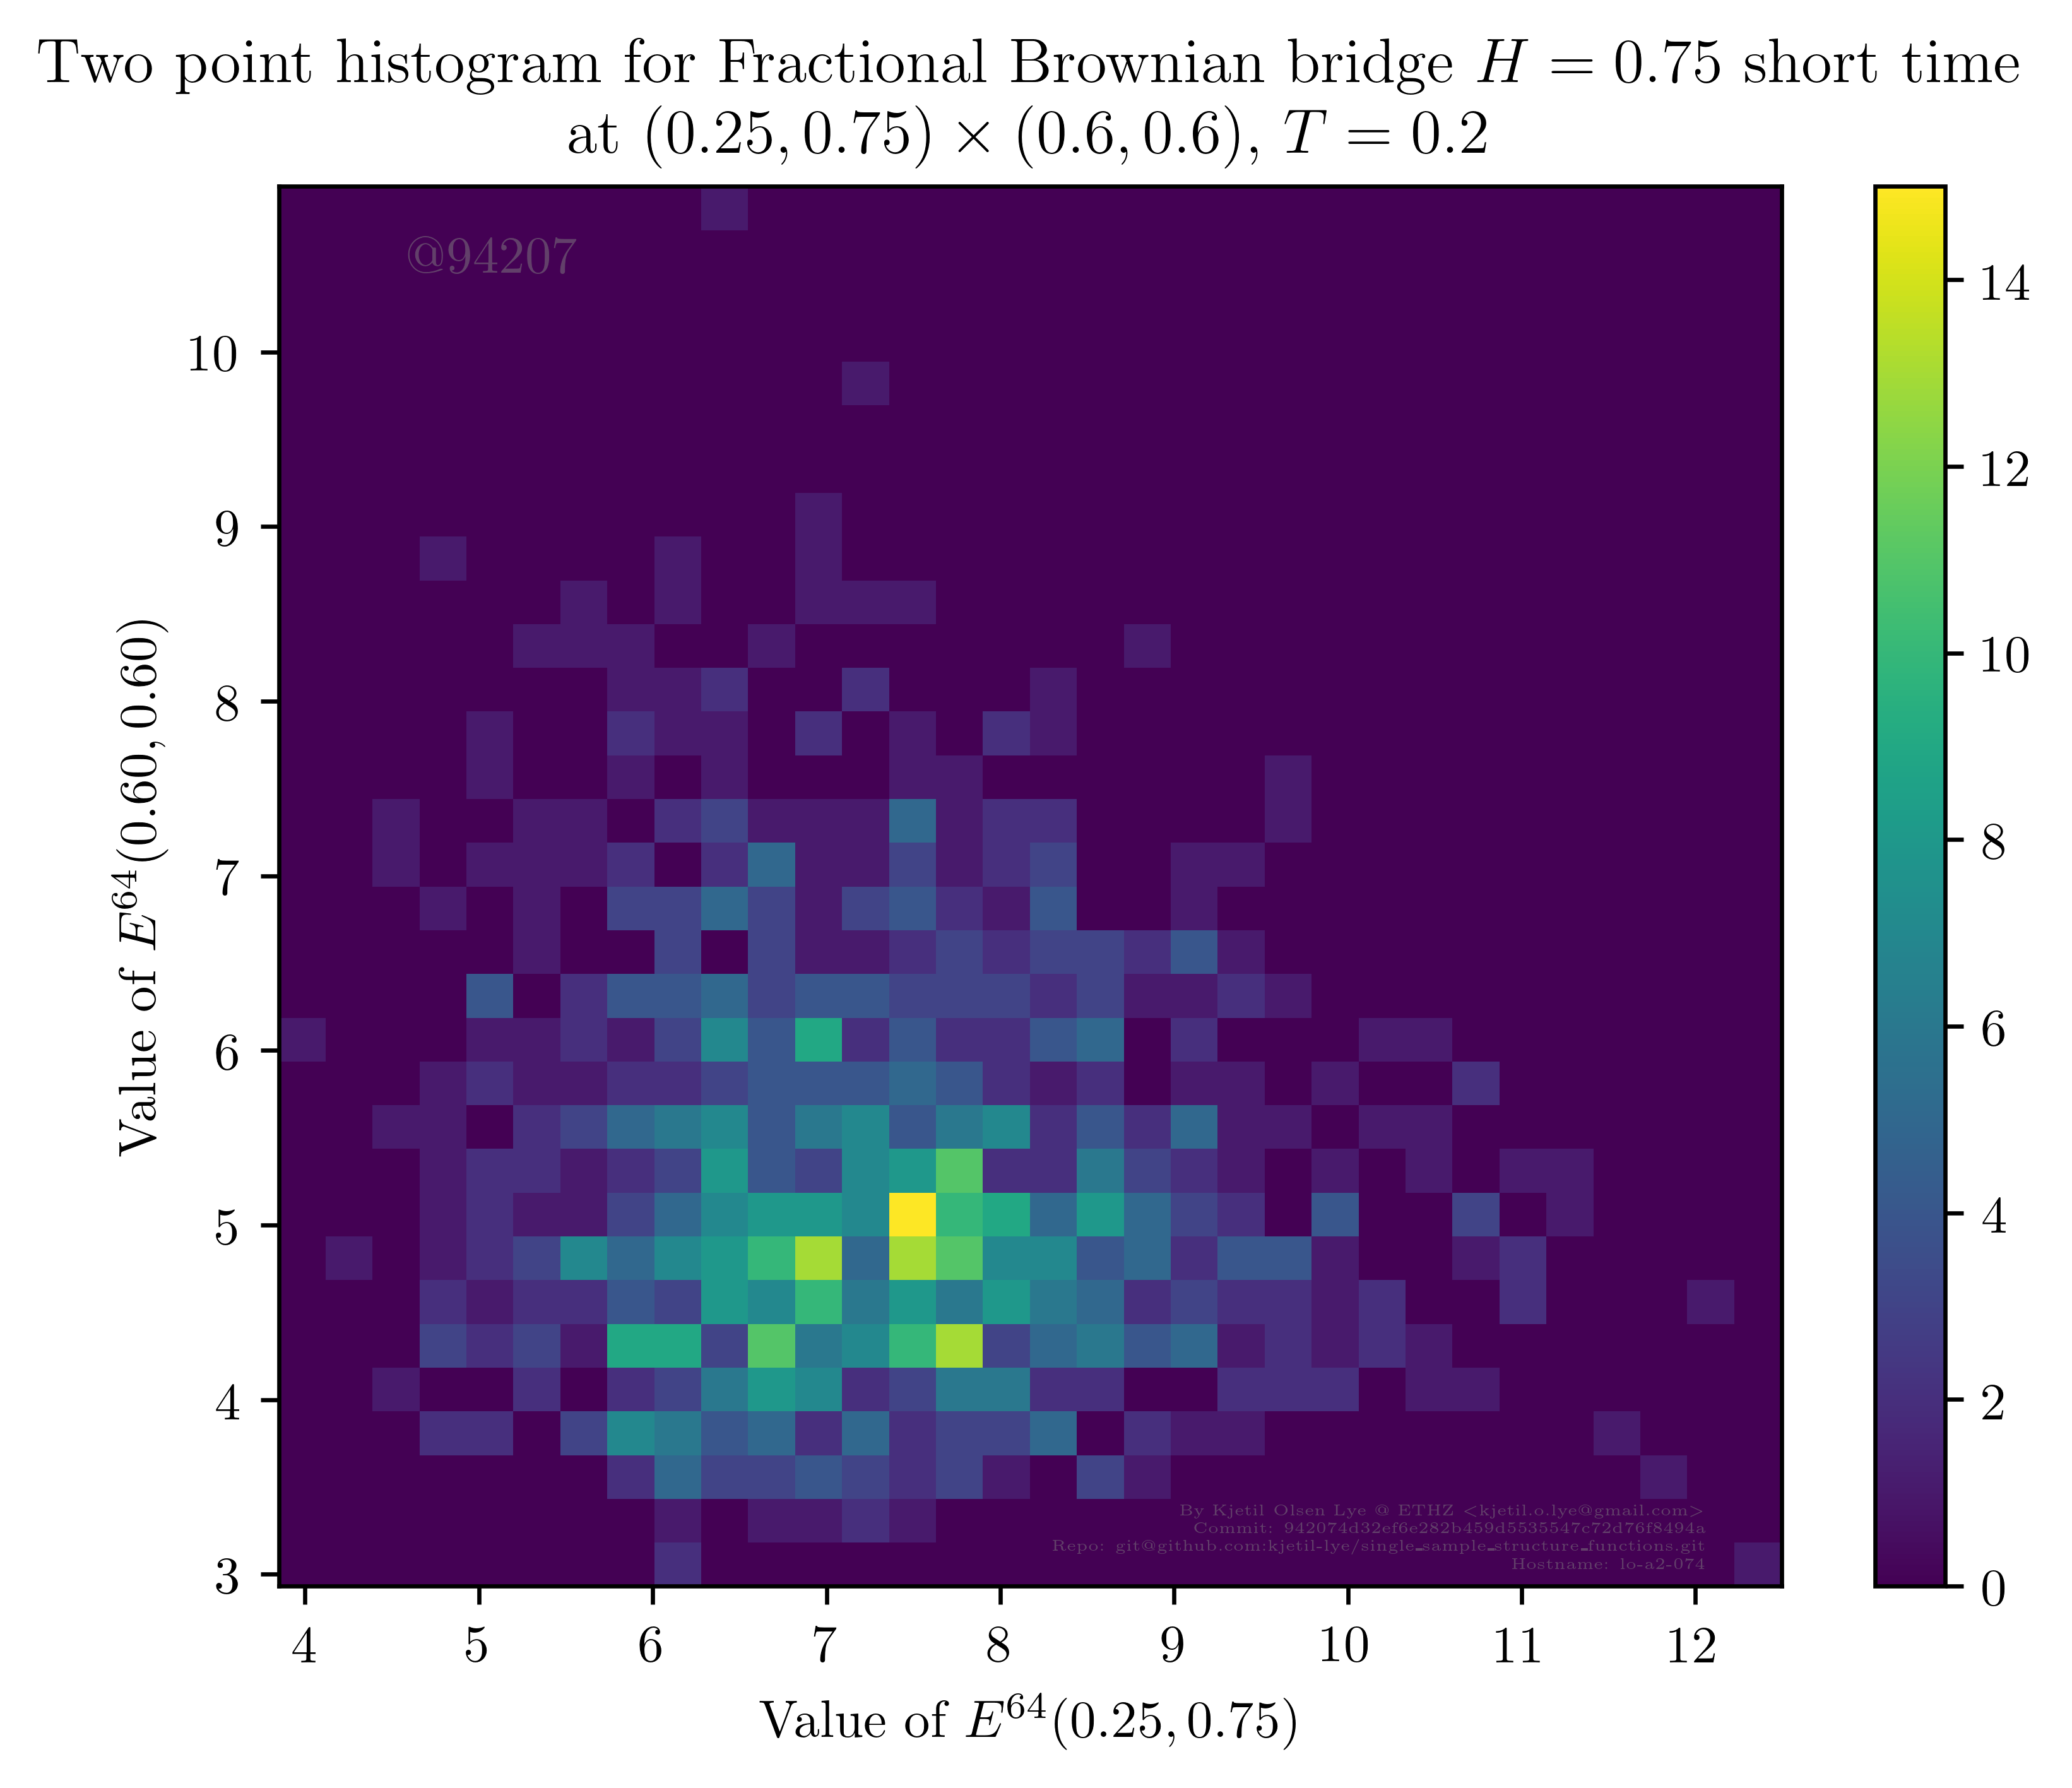 Two point histogram for Fractional Brownian bridge H = 0.75 short time
at (0.25, 0.75) × (0.6, 0.6), T = 0.2
@94207
10
9
8
7
6
5
4
3
Value of E^64(0.60, 0.60)
4 5 6 7 8 9 10 11 12
Value of E^64(0.25, 0.75)
14
12
10
8
6
4
2
0
By Kjetil Olsen Lye @ ETHZ <kjetil.o.lye@gmail.com>
Commit: 942074d32ef6e282b459d5535547c72d76f8494a
Repo: git@github.com:kjetil-lye/single_sample_structure_functions.git
Hostname: lo-a2-074